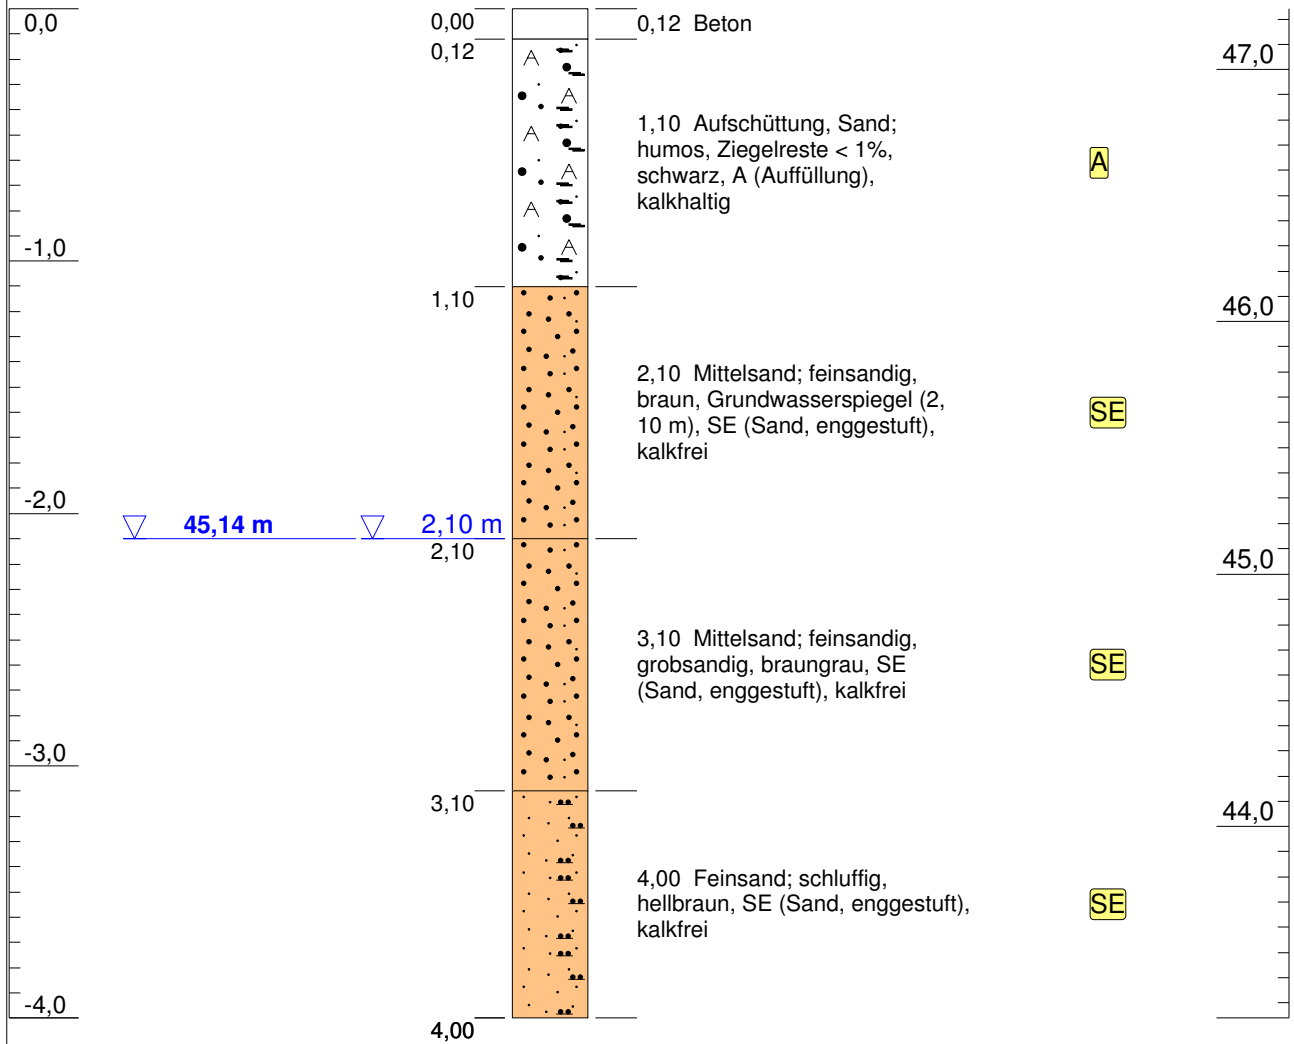 0,0
0,00
0,12 Beton
0,12
47,0
1,10 Aufschüttung, Sand;
humos, Ziegelreste < 1%,
schwarz, A (Auffüllung),
kalkhaltig
A
-1,0
1,10
46,0
2,10 Mittelsand; feinsandig,
braun, Grundwasserspiegel (2,
10 m), SE (Sand, enggestuft),
kalkfrei
SE
-2,0
45,14 m
2,10 m
2,10
45,0
3,10 Mittelsand; feinsandig,
grobsandig, braungrau, SE
(Sand, enggestuft), kalkfrei
SE
-3,0
3,10
44,0
4,00 Feinsand; schluffig,
hellbraun, SE (Sand, enggestuft),
kalkfrei
SE
-4,0
4,00